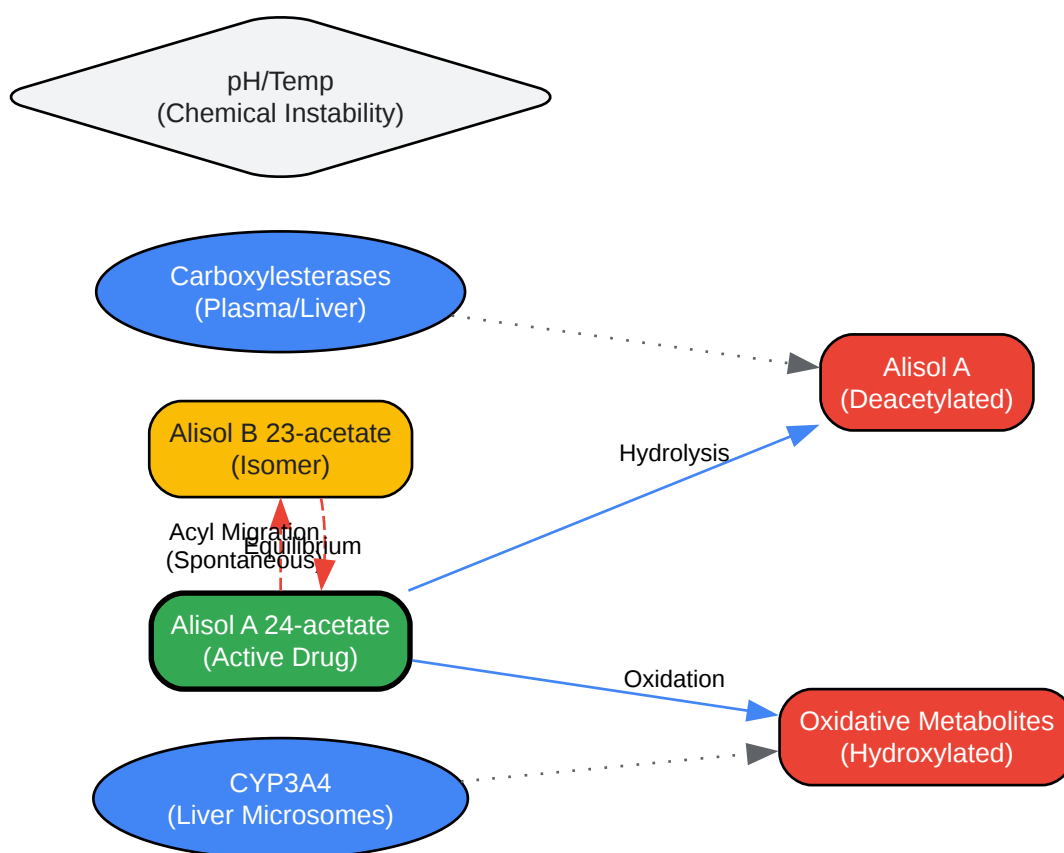 pH/Temp
(Chemical Instability)
Carboxylesterases
(Plasma/Liver)
Alisol A
(Deacetylated)
Alisol B 23-acetate
(Isomer)
Hydrolysis
Acyl Migration
(Spontaneous)
Equilibrium
Alisol A 24-acetate
(Active Drug)
Oxidation
Oxidative Metabolites
(Hydroxylated)
CYP3A4
(Liver Microsomes)